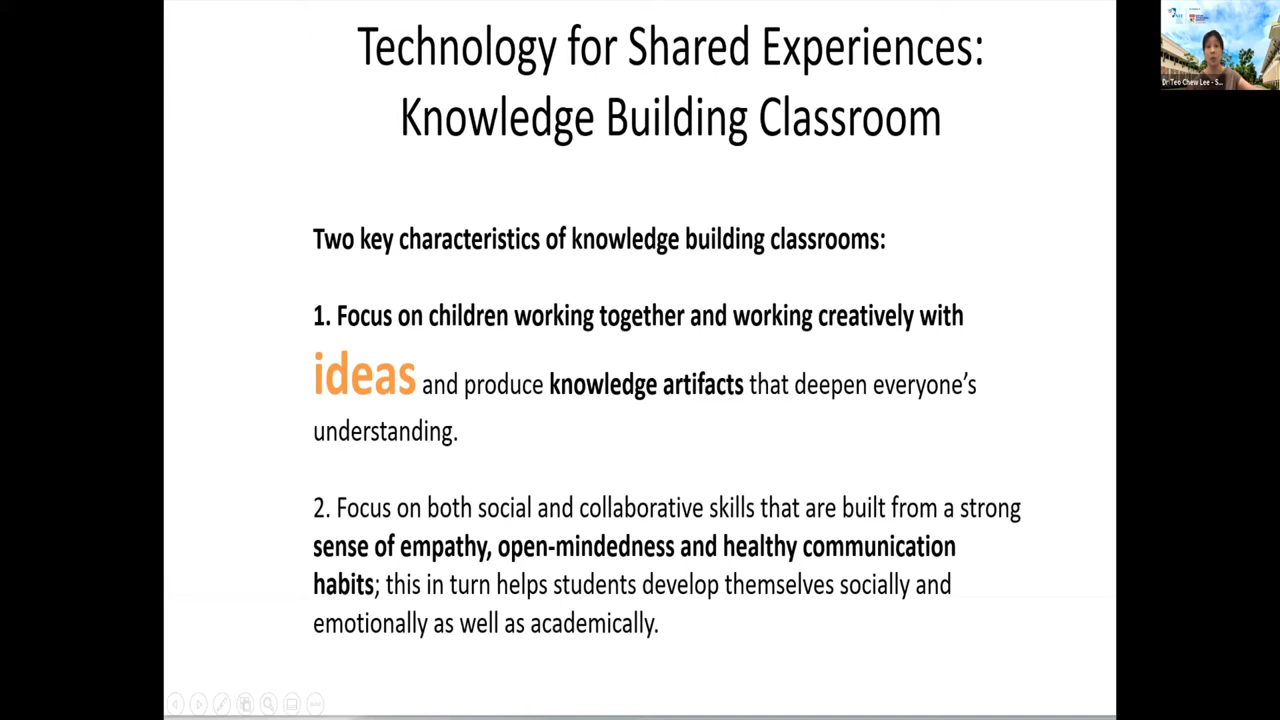 Technology for Shared Experiences:
Knowledge Building Classroom
Two key characteristics of knowledge building classrooms:
1. Focus on children working together and working creatively with
ideas and produce knowledge artifacts that deepen everyone’s
understanding.
2. Focus on both social and collaborative skills that are built from a strong
sense of empathy, open-mindedness and healthy communication
habits; this in turn helps students develop themselves socially and
emotionally as well as academically.
Dr Teo Chew Lee - S...